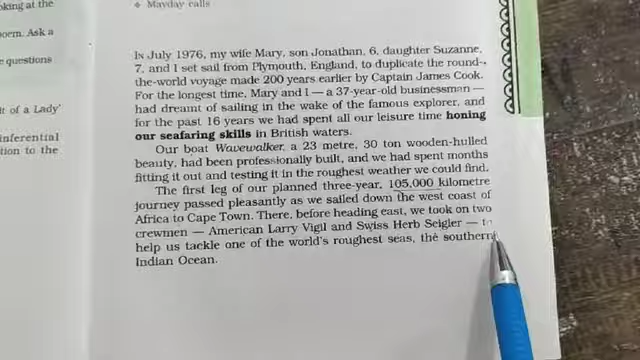 oking at the
oem. Ask a
e questions
lt of a Lady'
inferential
tion to the
❖ Mayday calls
IN July 1976, my wife Mary, son Jonathan, 6, daughter Suzanne,
7, and I set sail from Plymouth, England, to duplicate the round-
the-world voyage made 200 years earlier by Captain James Cook.
For the longest time, Mary and I — a 37-year-old businessman —
had dreamt of sailing in the wake of the famous explorer, and
for the past 16 years we had spent all our leisure time honing
our seafaring skills in British waters.
Our boat Wavewalker, a 23 metre, 30 ton wooden-hulled
beauty, had been professionally built, and we had spent months
fitting it out and testing it in the roughest weather we could find.
The first leg of our planned three-year, 105,000 kilometre
journey passed pleasantly as we sailed down the west coast of
Africa to Cape Town. There, before heading east, we took on two
crewmen — American Larry Vigil and Swiss Herb Seigler — to
help us tackle one of the world's roughest seas, the southern
Indian Ocean.